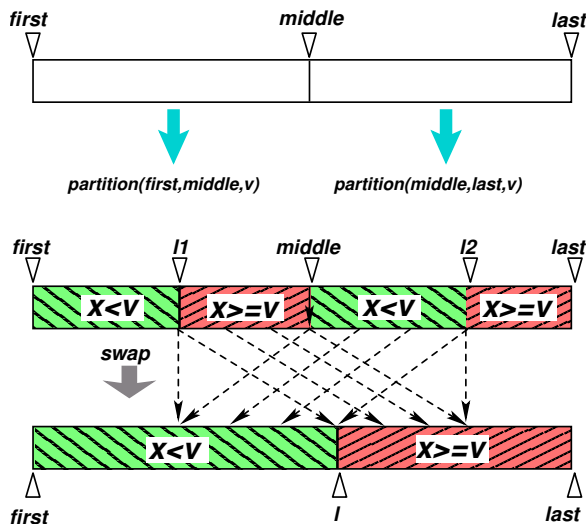 first middle last
partition(first,middle,v) partition(middle,last,v)
first l1 middle l2 last
x<v x>=v x<v x>=v
swap
x<v x>=v
first l last